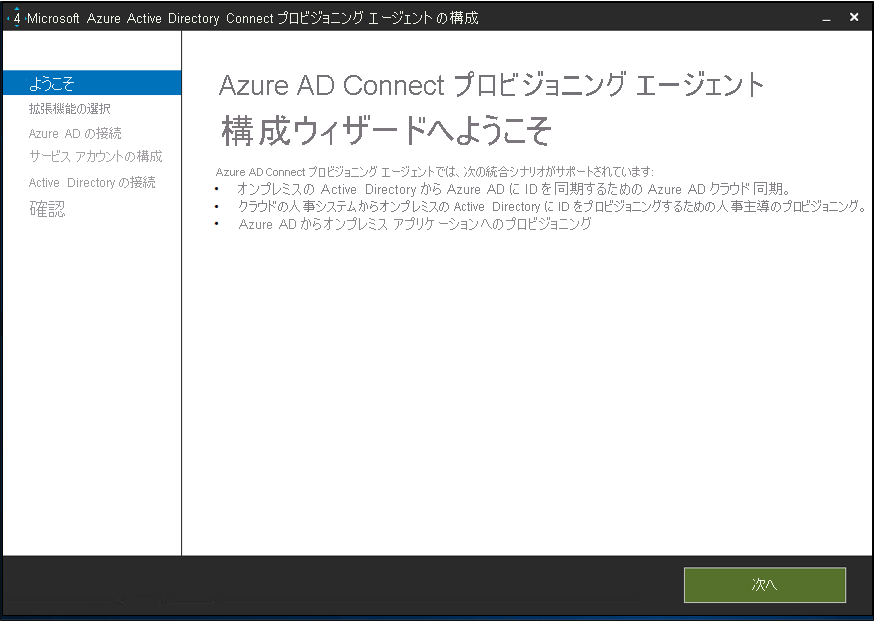 Microsoft Azure Active Directory Connect プロビジョニング エージェント の構成
ようこそ
拡張機能の選択
Azure AD の接続
サービス アカウントの構成
Active Directory の接続
確認
Azure AD Connect プロビジョニング エージェント
構成ウィザードへようこそ
Azure AD Connect プロビジョニング エージェントでは、次の統合シナリオがサポートされています:
• オンプレミスの Active Directory から Azure AD に ID を同期するための Azure AD クラウド同期。
• クラウドの人事システムからオンプレミスの Active Directory に ID をプロビジョニングするための人事主導のプロビジョニング。
• Azure AD からオンプレミス アプリケーションへのプロビジョニング
次へ